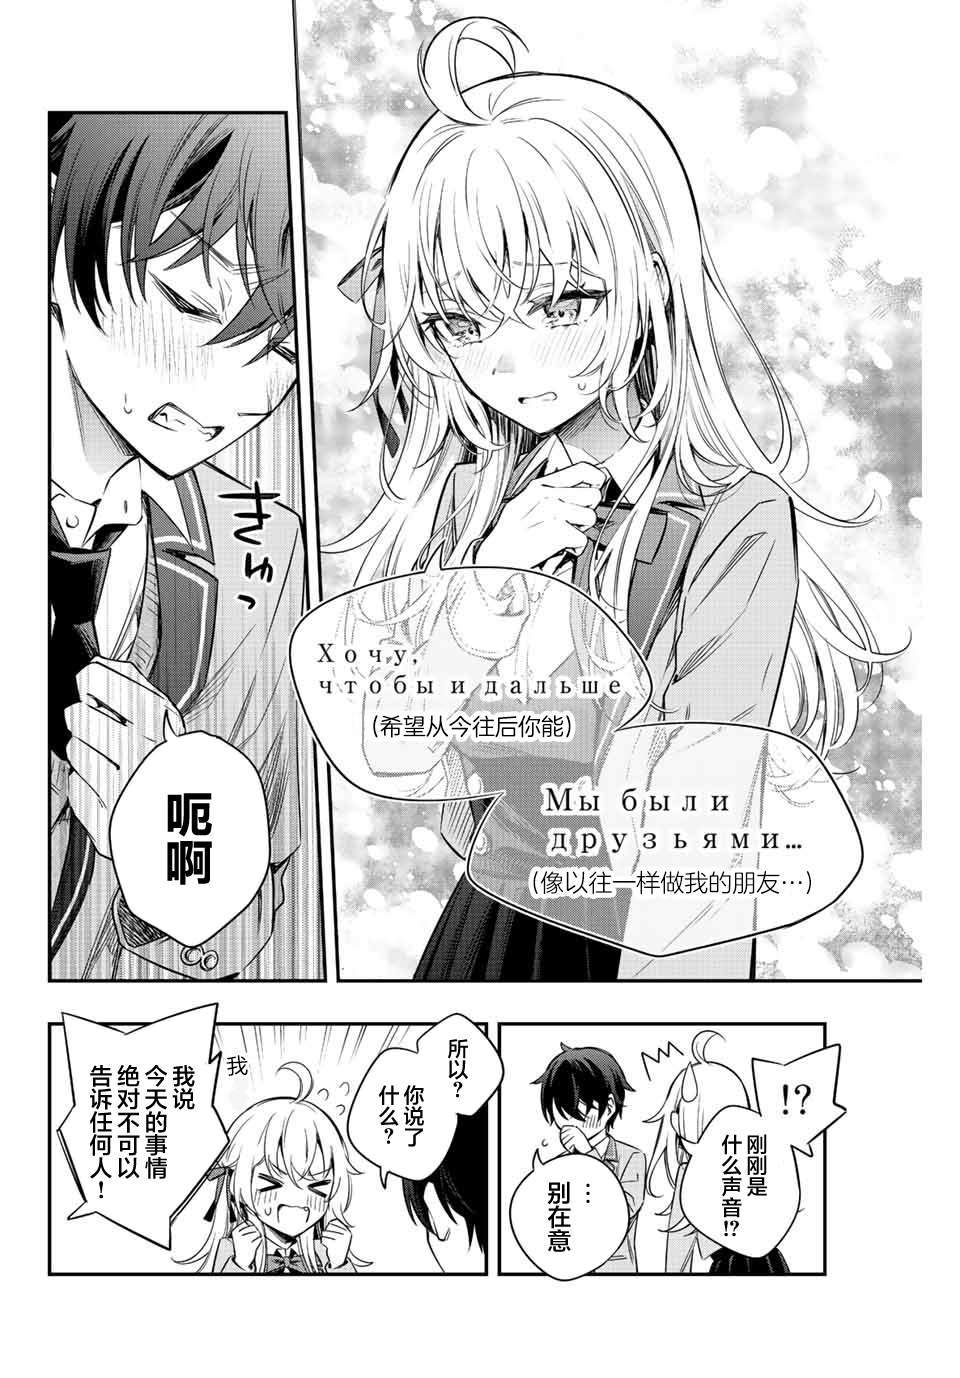 Хочу,
чтобы и дальше
(希望从今往后你能)
Мы были
друзьями...
(像以往一样做我的朋友…)
きゅっ
呃
啊
!?
刚刚是
什么声音!?
…
别在意
所以?
你说了
什么?
我
我说
今天的事情
绝对不可以
告诉任何人!